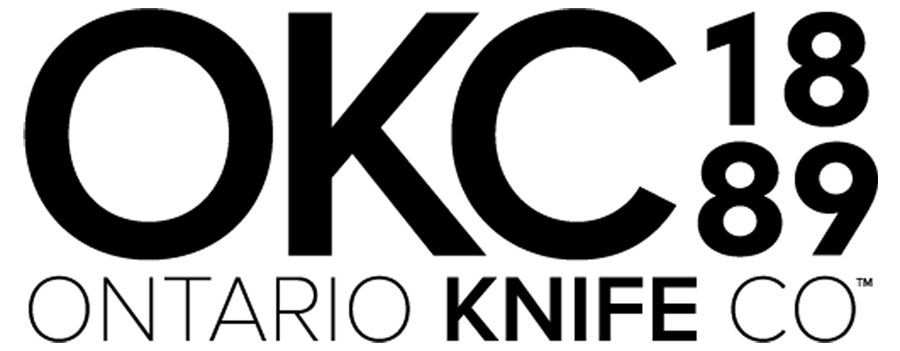 OKC 18
89
ONTARIO KNIFE CO™